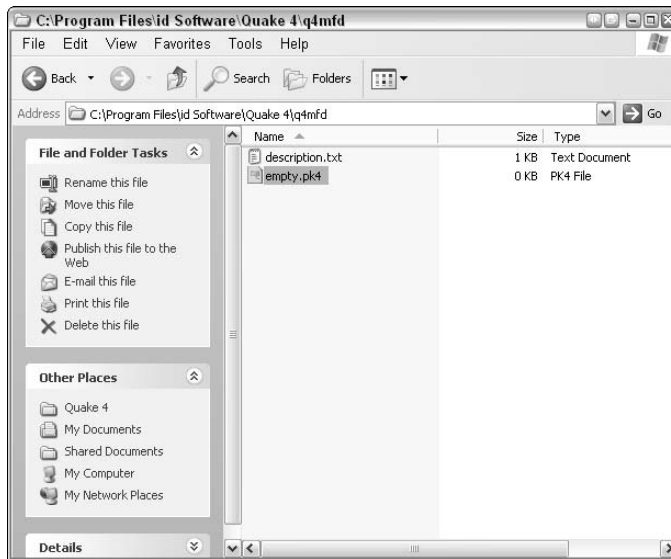 C:\Program Files\id Software\Quake 4\q4mfd
File Edit View Favorites Tools Help
Back Search Folders
Address C:\Program Files\id Software\Quake 4\q4mfd Go
Name Size Type
description.txt 1 KB Text Document
empty.pk4 0 KB PK4 File
File and Folder Tasks
Rename this file
Move this file
Copy this file
Publish this file to the
Web
E-mail this file
Print this file
Delete this file
Other Places
Quake 4
My Documents
Shared Documents
My Computer
My Network Places
Details